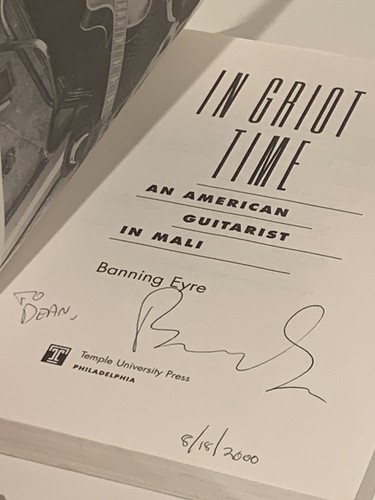 IN GRIOT
TIME
AN AMERICAN
GUITARIST
IN MALI
Banning Eyre
TO
DEAN,
T
Temple University Press
PHILADELPHIA
8/18/2000